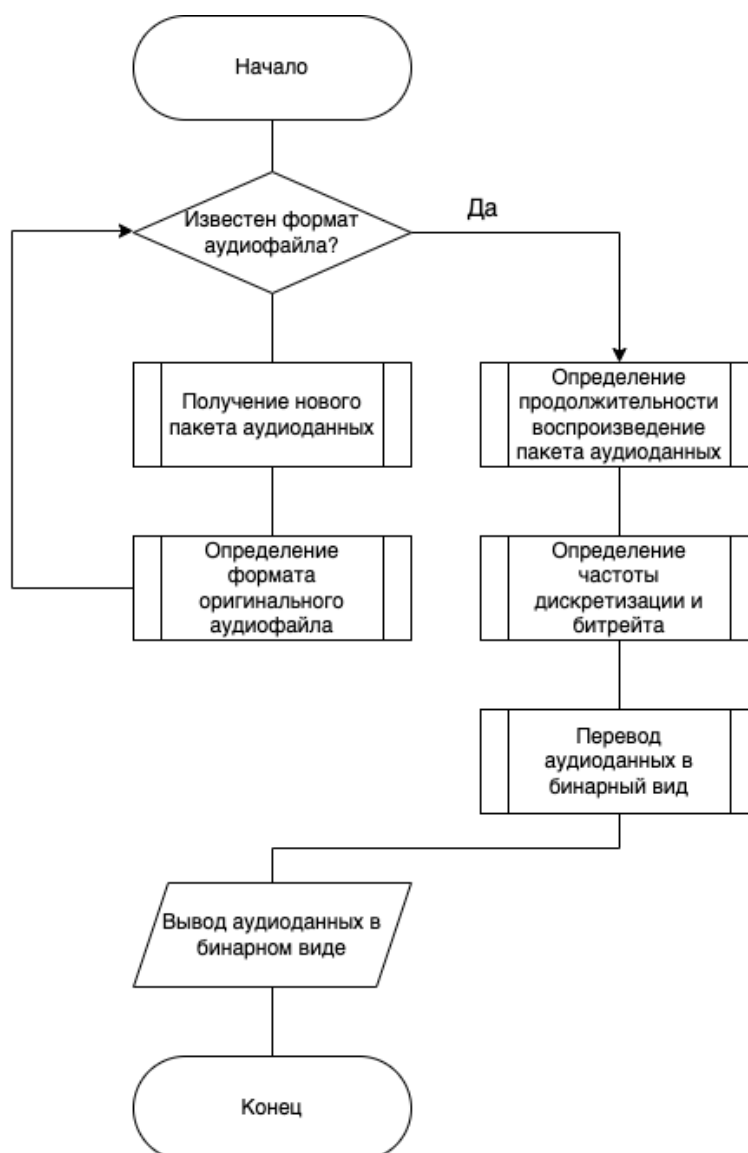 Начало
Известен формат
аудиофайла?
Да
Получение нового
пакета аудиоданных
Определение
продолжительности
воспроизведение
пакета аудиоданных
Определение
формата
оригинального
аудиофайла
Определение
частоты
дискретизации и
битрейта
Перевод
аудиоданных в
бинарный вид
Вывод аудиоданных в
бинарном виде
Конец